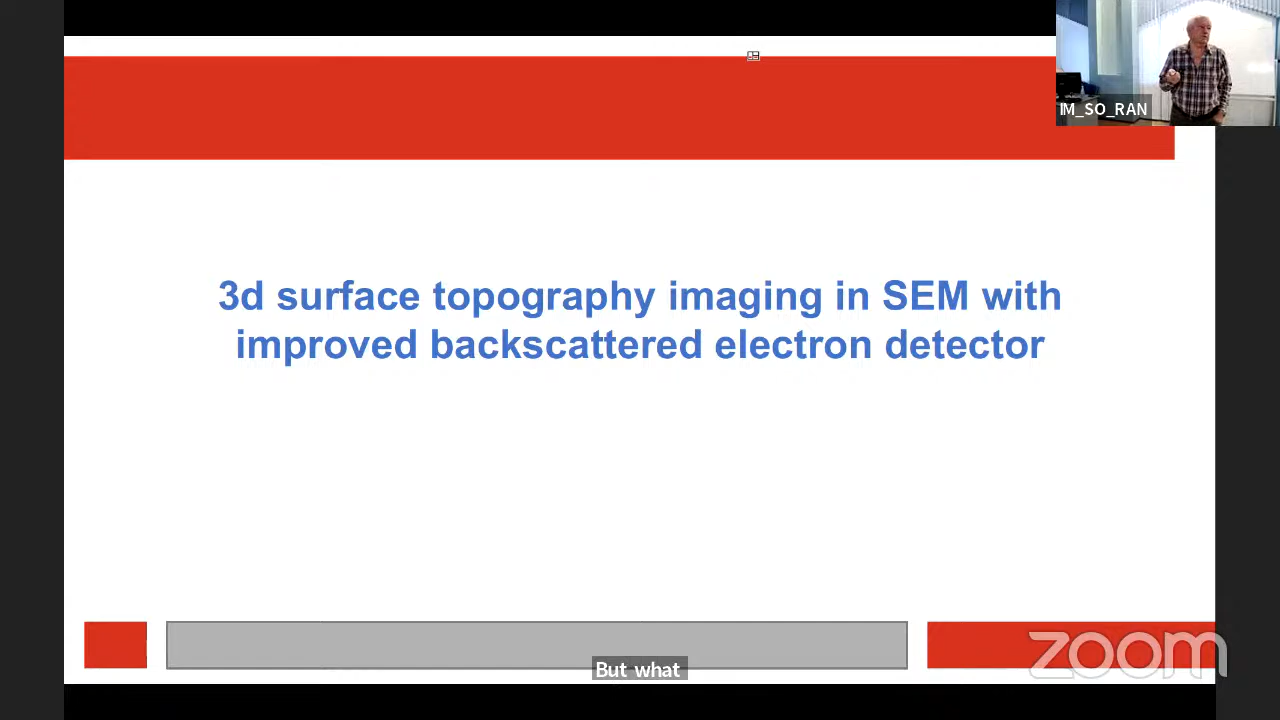 IM_SO_RAN
3d surface topography imaging in SEM with
improved backscattered electron detector
zoom
But what